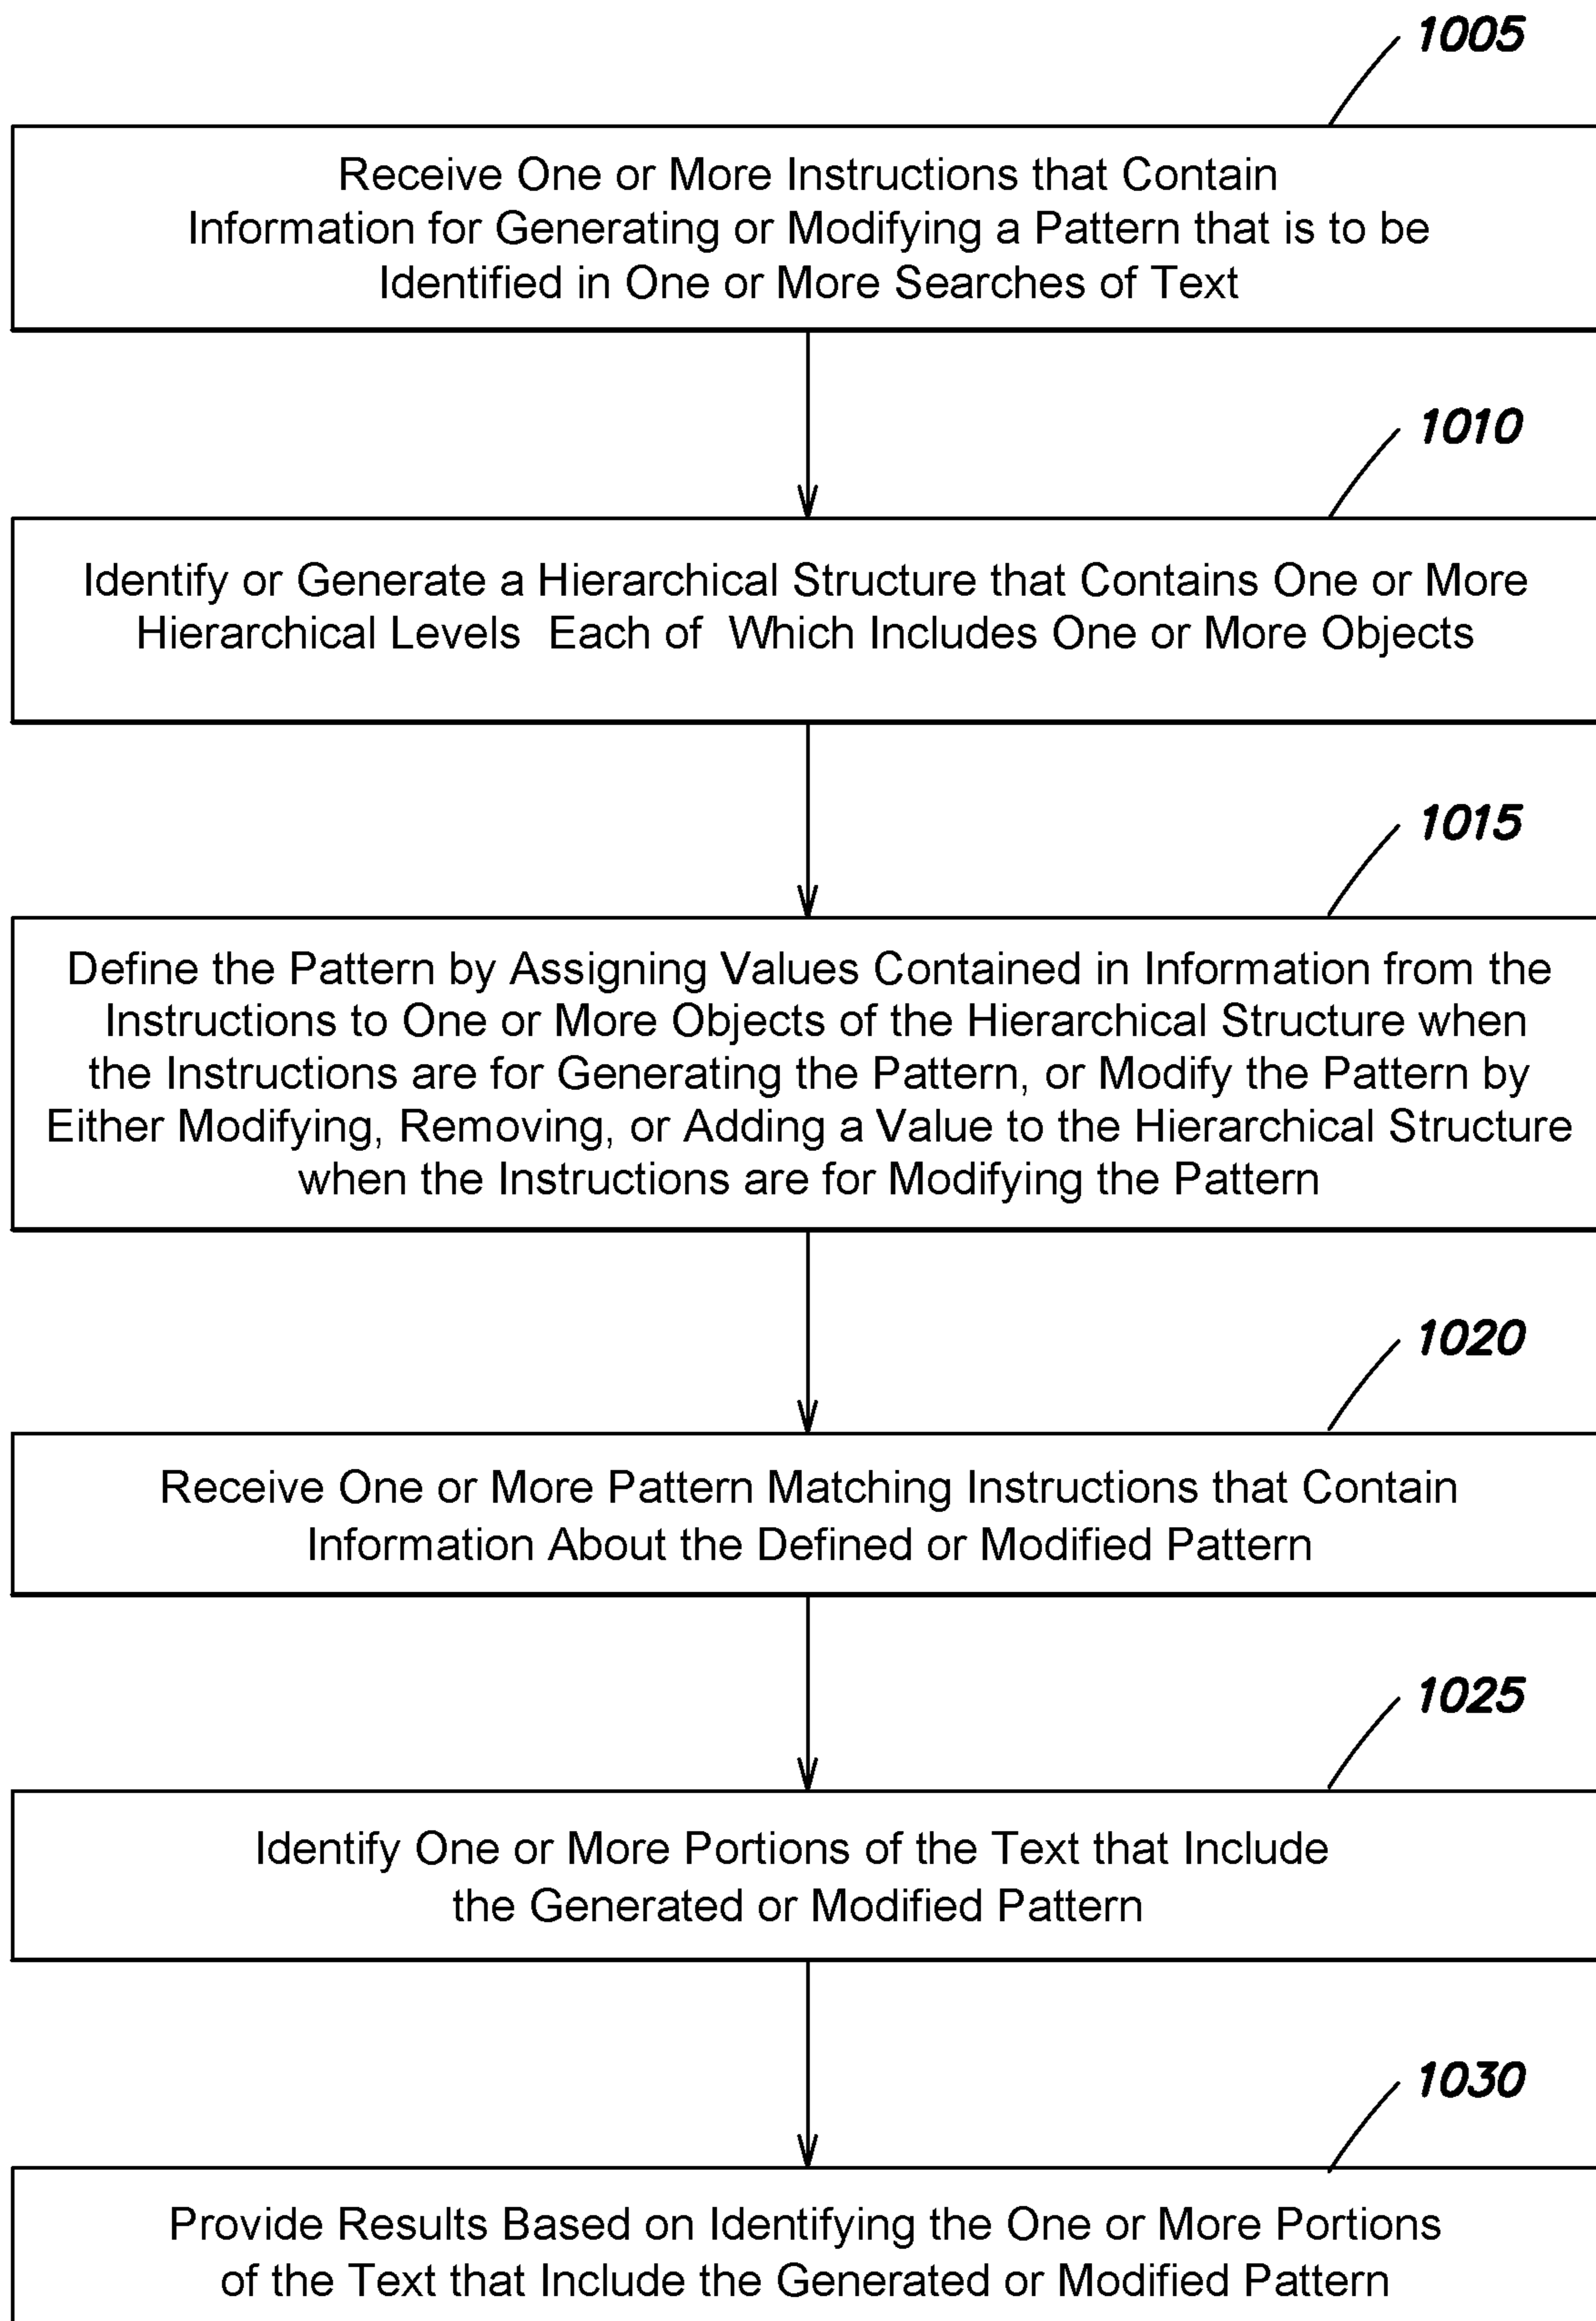 1005
Receive One or More Instructions that Contain
Information for Generating or Modifying a Pattern that is to be
Identified in One or More Searches of Text
1010
Identify or Generate a Hierarchical Structure that Contains One or More
Hierarchical Levels Each of Which Includes One or More Objects
1015
Define the Pattern by Assigning Values Contained in Information from the
Instructions to One or More Objects of the Hierarchical Structure when
the Instructions are for Generating the Pattern, or Modify the Pattern by
Either Modifying, Removing, or Adding a Value to the Hierarchical Structure
when the Instructions are for Modifying the Pattern
1020
Receive One or More Pattern Matching Instructions that Contain
Information About the Defined or Modified Pattern
1025
Identify One or More Portions of the Text that Include
the Generated or Modified Pattern
1030
Provide Results Based on Identifying the One or More Portions
of the Text that Include the Generated or Modified Pattern